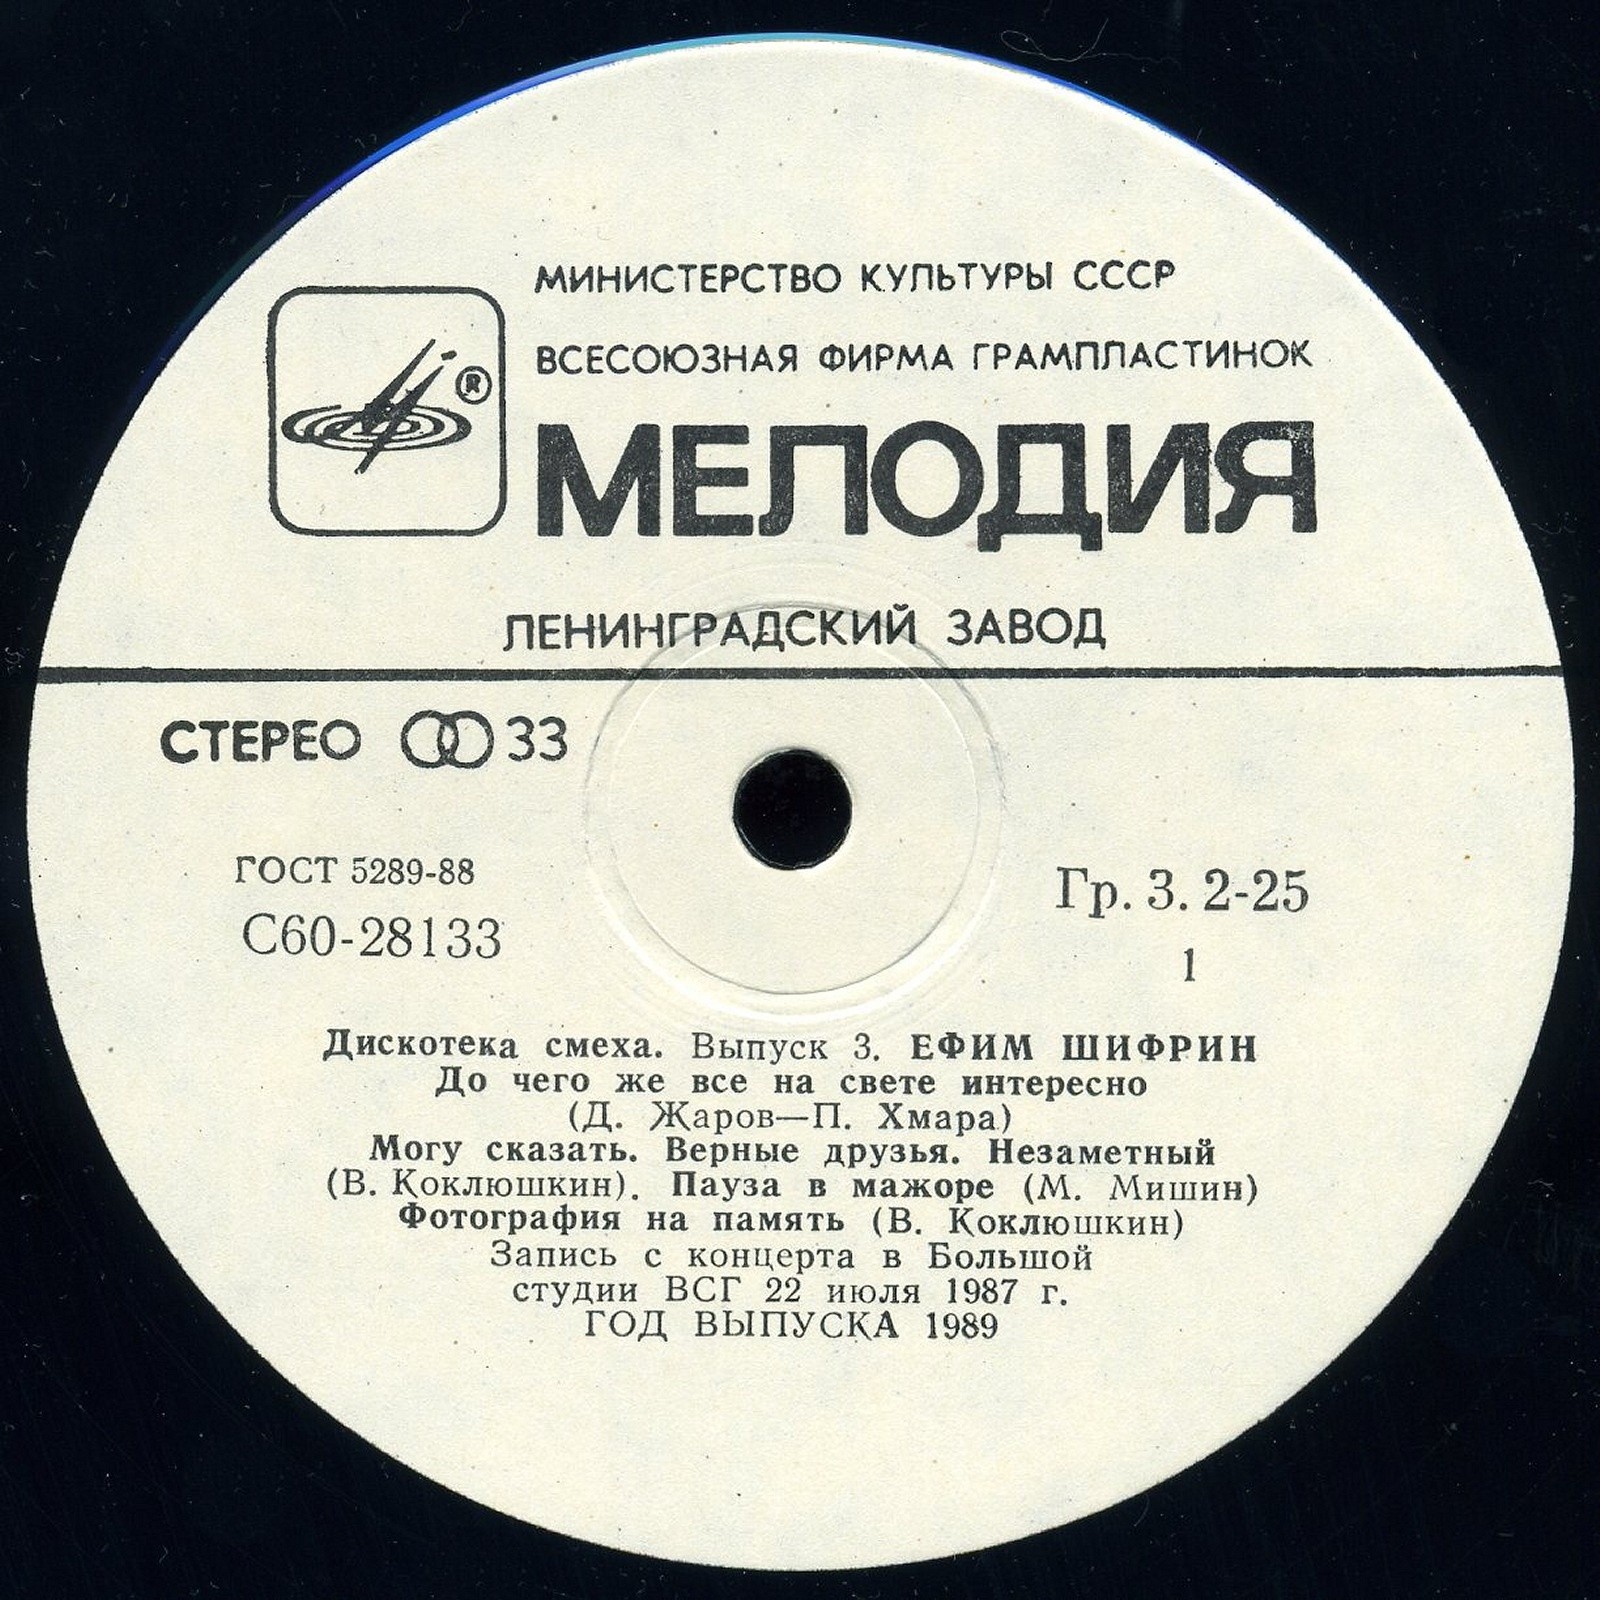 МИНИСТЕРСТВО КУЛЬТУРЫ СССР
ВСЕСОЮЗНАЯ ФИРМА ГРАМПЛАСТИНОК
®
МЕЛОДИЯ
ЛЕНИНГРАДСКИЙ ЗАВОД
СТЕРЕО 33
ГОСТ 5289-88
С60-28133
Гр. 3. 2-25
1
Дискотека смеха. Выпуск 3. ЕФИМ ШИФРИН
До чего же все на свете интересно
(Д. Жаров—П. Хмара)
Могу сказать. Верные друзья. Незаметный
(В. Коклюшкин). Пауза в мажоре (М. Мишин)
Фотография на память (В. Коклюшкин)
Запись с концерта в Большой
студии ВСГ 22 июля 1987 г.
ГОД ВЫПУСКА 1989